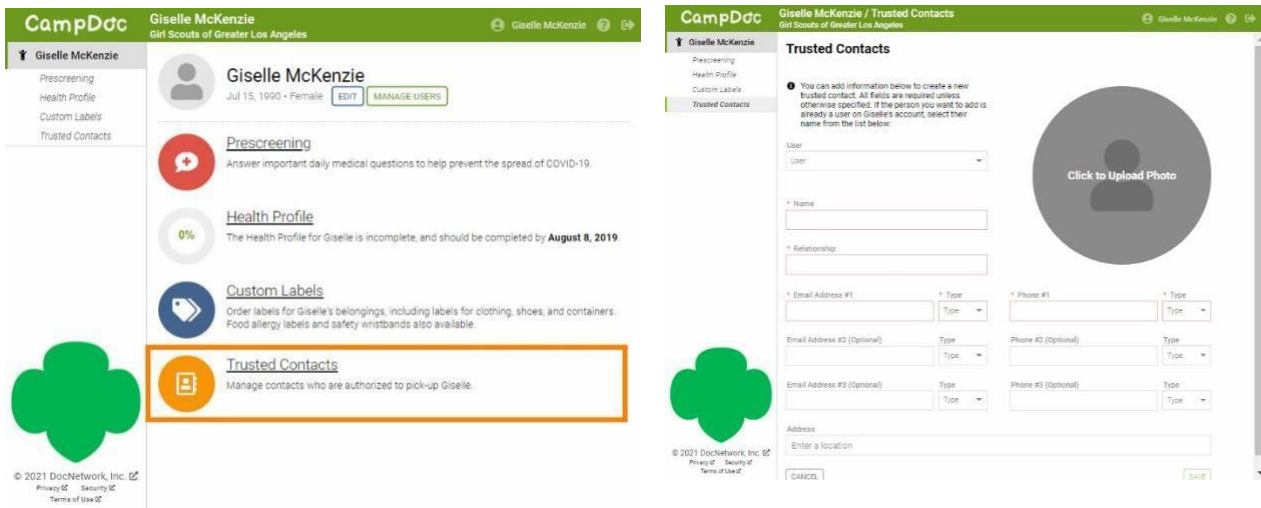 CampDoc
Giselle McKenzie
Girl Scouts of Greater Los Angeles
Giselle McKenzie
Giselle McKenzie
Prescreening
Health Profile
Custom Labels
Trusted Contacts
Giselle McKenzie
Jul 15, 1990 • Female EDIT MANAGE USERS
Prescreening
Answer important daily medical questions to help prevent the spread of COVID-19.
0%
Health Profile
The Health Profile for Giselle is incomplete, and should be completed by August 8, 2019.
Custom Labels
Order labels for Giselle's belongings, including labels for clothing, shoes, and containers.
Food allergy labels and safety wristbands also available.
Trusted Contacts
Manage contacts who are authorized to pick-up Giselle.
© 2021 DocNetwork, Inc.
Privacy Security
Terms of Use
CampDoc
Giselle McKenzie / Trusted Contacts
Girl Scouts of Greater Los Angeles
Giselle McKenzie
Giselle McKenzie
Prescreening
Health Profile
Custom Labels
Trusted Contacts
Trusted Contacts
You can add information below to create a new
trusted contact. All fields are required unless
otherwise specified. If the person you want to add is
already a user on Giselle's account, select their
name from the list below:
User
User
Click to Upload Photo
* Name
* Relationship
* Email Address #1 * Type * Phone #1 * Type
Type Type
Email Address #2 (Optional) Type Phone #2 (Optional) Type
Type Type
Email Address #3 (Optional) Type Phone #3 (Optional) Type
Type Type
Address
Enter a location
CANCEL SAVE
© 2021 DocNetwork, Inc.
Privacy Security
Terms of Use